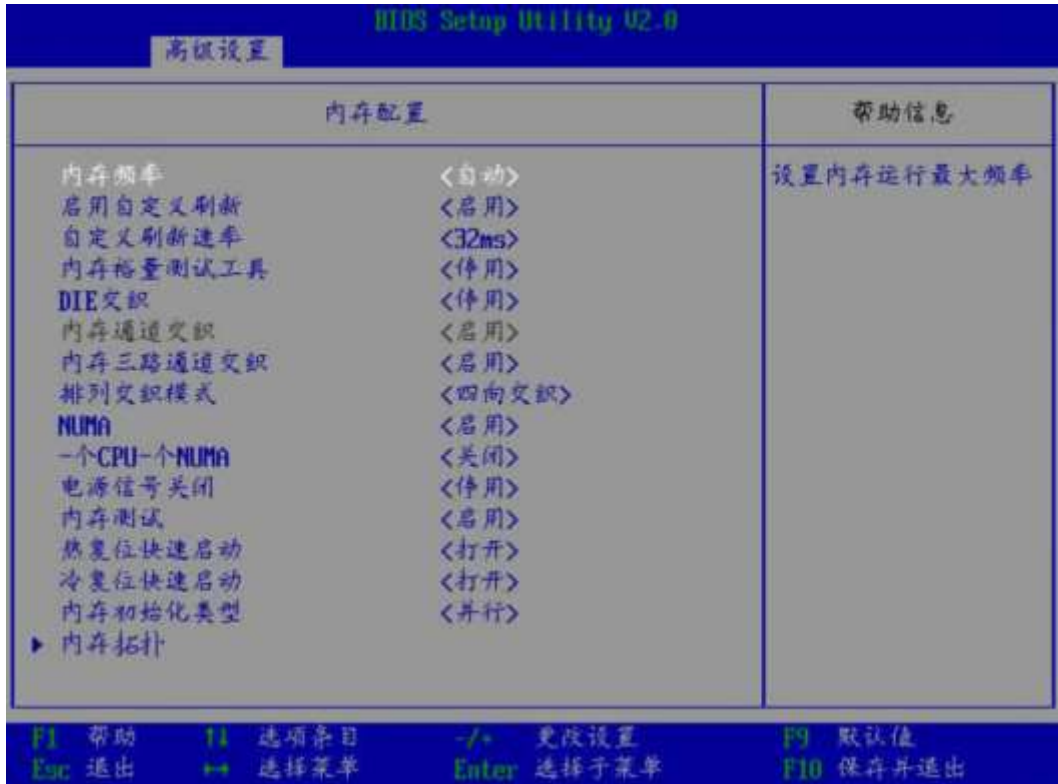 BIOS Setup Utility V2.0
高级设置
内存配置
帮助信息
内存频率 <自动>
设置内存运行最大频率
启用自定义刷新 <启用>
自定义刷新速率 <32ms>
内存裕量测试工具 <停用>
DIE交织 <停用>
内存通道交织 <启用>
内存三路通道交织 <启用>
排列交织模式 <四向交织>
NUMA <启用>
一个CPU一个NUMA <关闭>
电源信号关闭 <停用>
内存测试 <启用>
热复位快速启动 <打开>
冷复位快速启动 <打开>
内存初始化类型 <并行>
▶ 内存拓扑
F1 帮助 ↑↓ 选项条目 -/+ 更改设置 F9 默认值
Esc 退出 ←→ 选择菜单 Enter 选择子菜单 F10 保存并退出